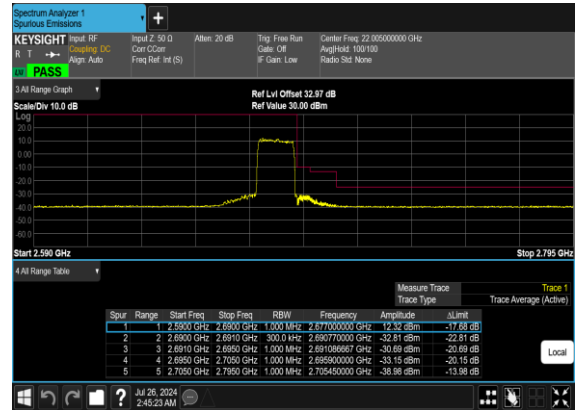 Spectrum Analyzer 1
Spurious Emissions
+
KEYSIGHT Input: RF Input Z: 50 Ω Atten: 20 dB Trig: Free Run Center Freq: 22.005000000 GHz
R T Coupling: DC Corr CCorr Gate: Off Avg|Hold: 100/100
Align: Auto Freq Ref: Int (S) IF Gain: Low Radio Std: None
LXI PASS
3 All Range Graph Ref Lvl Offset 32.97 dB
Scale/Div 10.0 dB Ref Value 30.00 dBm
Log
20.0
10.0
0.00
-10.0
-20.0
-30.0
-40.0
-50.0
-60.0
Start 2.590 GHz Stop 2.795 GHz
4 All Range Table
Measure Trace Trace 1
Trace Type Trace Average (Active)
Spur Range Start Freq Stop Freq RBW Frequency Amplitude ΔLimit
1 1 2.5900 GHz 2.6900 GHz 1.000 MHz 2.677000000 GHz 12.32 dBm -17.68 dB
2 2 2.6900 GHz 2.6910 GHz 300.0 kHz 2.690770000 GHz -32.81 dBm -22.81 dB
3 3 2.6910 GHz 2.6950 GHz 1.000 MHz 2.691086667 GHz -30.69 dBm -20.69 dB
4 4 2.6950 GHz 2.7050 GHz 1.000 MHz 2.695900000 GHz -33.15 dBm -20.15 dB
5 5 2.7050 GHz 2.7950 GHz 1.000 MHz 2.705450000 GHz -38.98 dBm -13.98 dB
Local
? Jul 26, 2024
2:45:23 AM